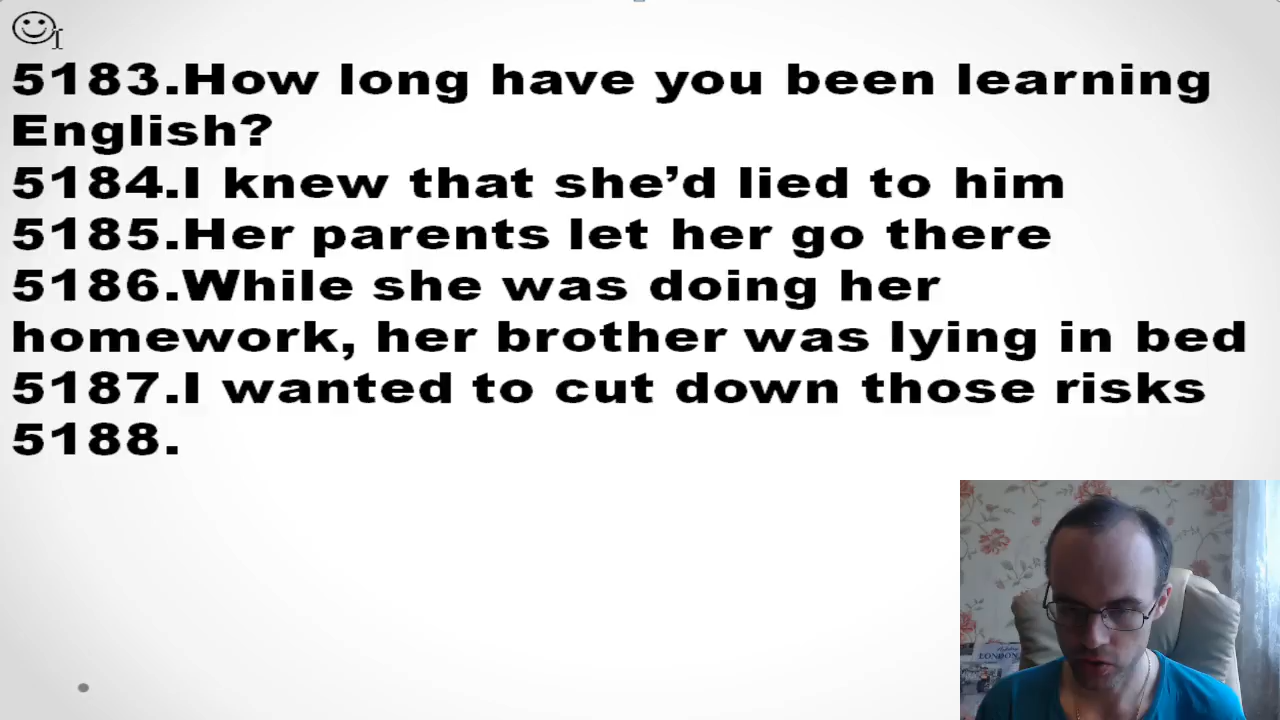 5183.How long have you been learning
English?
5184.I knew that she’d lied to him
5185.Her parents let her go there
5186.While she was doing her
homework, her brother was lying in bed
5187.I wanted to cut down those risks
5188.
LONDON